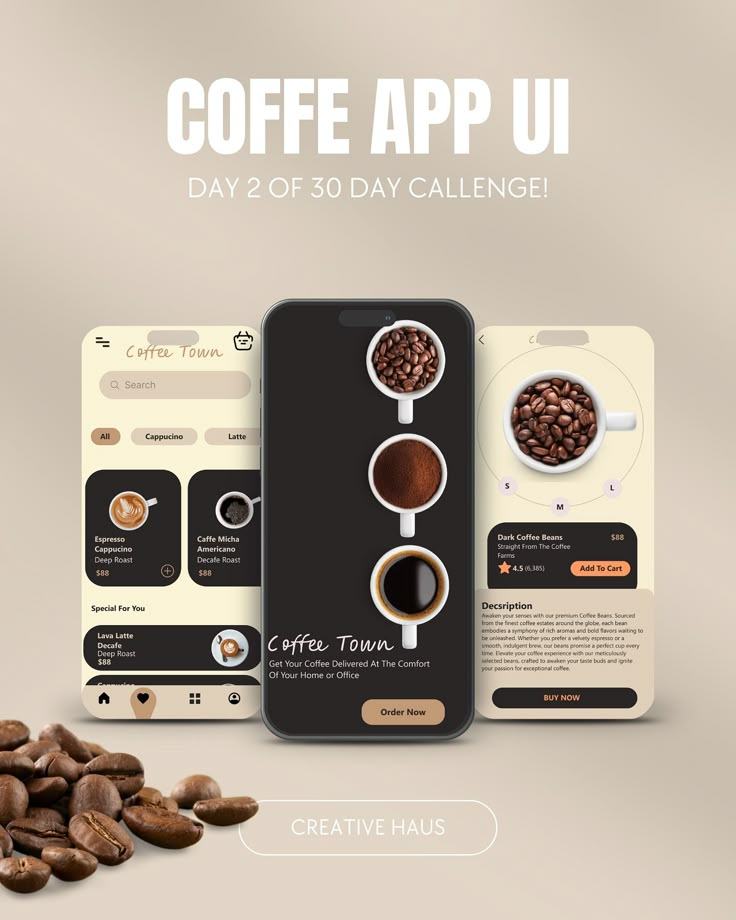 COFFE APP UI
DAY 2 OF 30 DAY CALLENGE!
Coffee Town
Search
All
Cappucino
Latte
Espresso
Cappucino
Deep Roast
$88
Caffe Micha
Americano
Decafe Roast
$88
Special For You
Lava Latte
Decafe
Deep Roast
$88
Coffee Town
Get Your Coffee Delivered At The Comfort
Of Your Home or Office
Order Now
S
M
L
Dark Coffee Beans
$88
Straight From The Coffee
Farms
4.5 (6,385)
Add To Cart
Decsription
Awaken your senses with our premium Coffee Beans. Sourced
from the finest coffee estates around the globe, each bean
embodies a symphony of rich aromas and bold flavors waiting to
be unleashed. Whether you prefer a velvety espresso or a
smooth, indulgent brew, our beans promise a perfect cup every
time. Elevate your coffee experience with our meticulously
selected beans, crafted to awaken your taste buds and ignite
your passion for exceptional coffee.
BUY NOW
CREATIVE HAUS